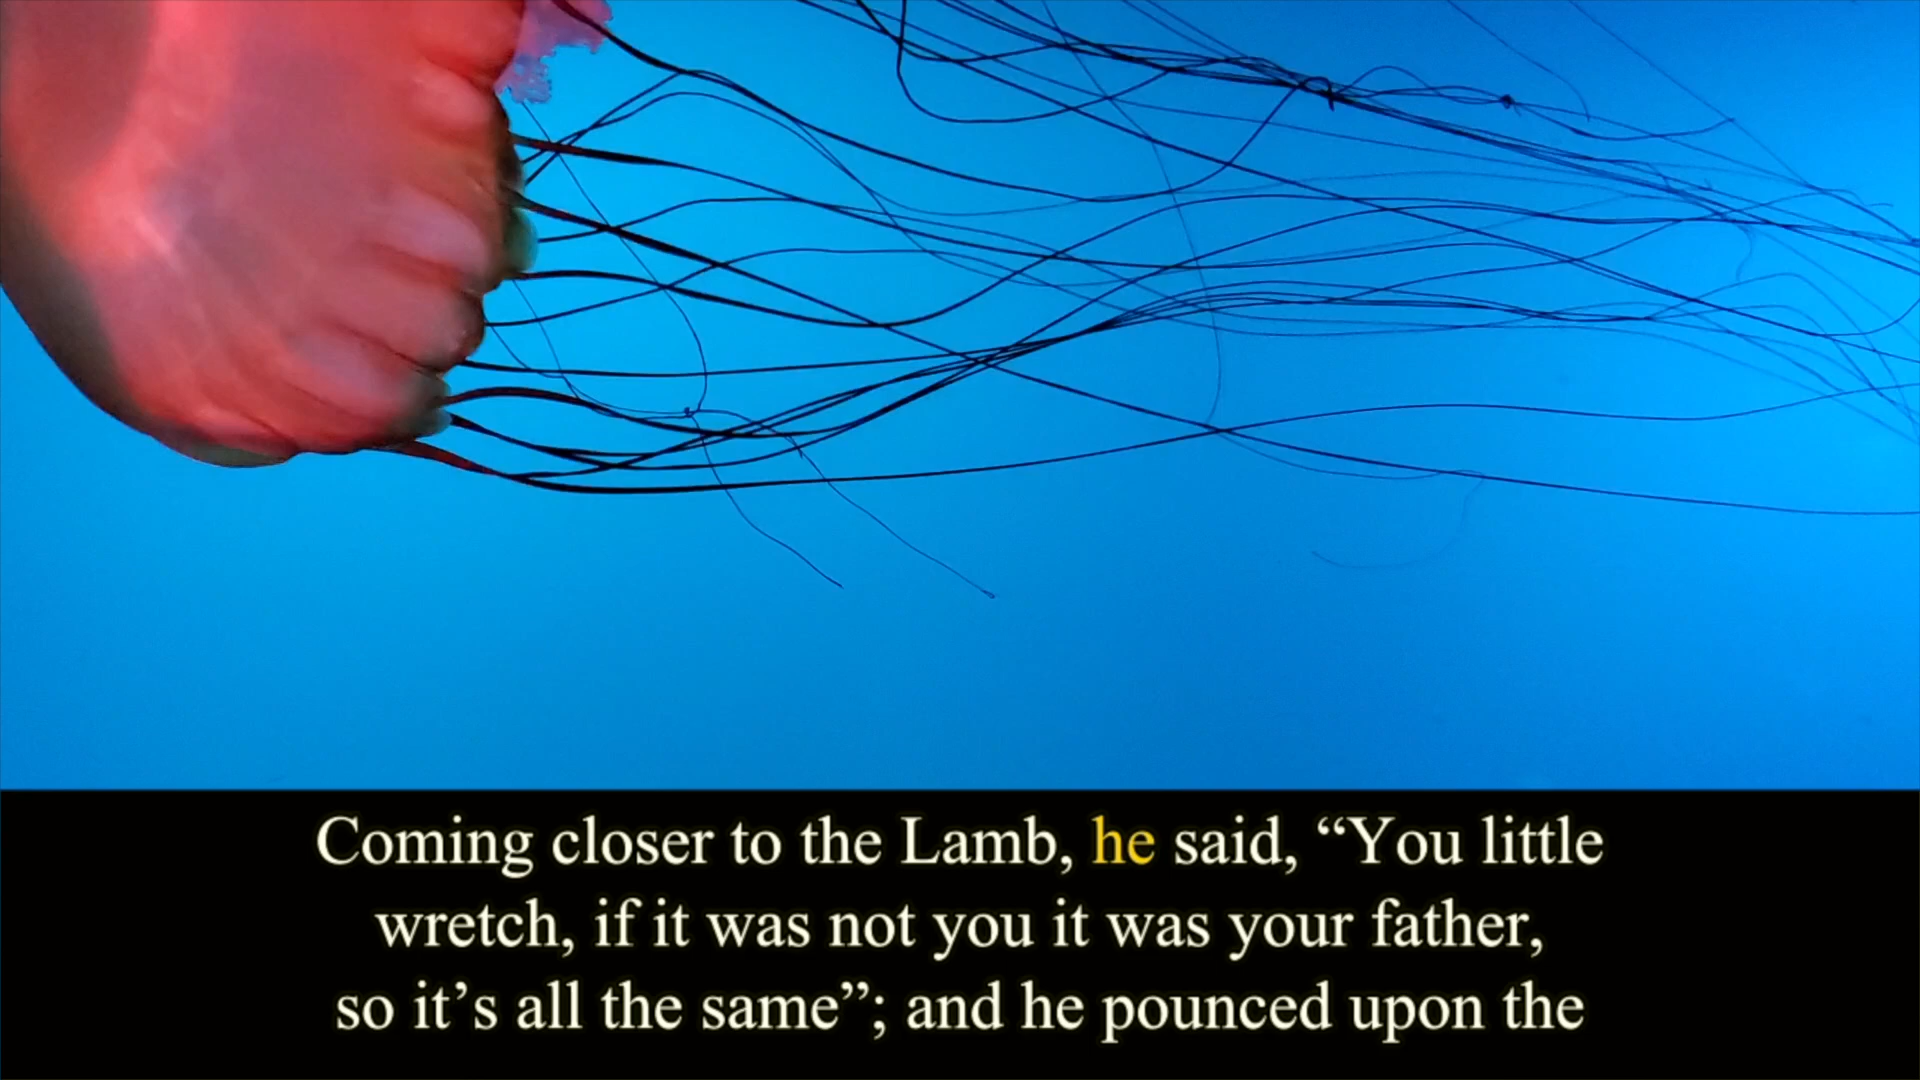 Coming closer to the Lamb, he said, “You little
wretch, if it was not you it was your father,
so it’s all the same”; and he pounced upon the